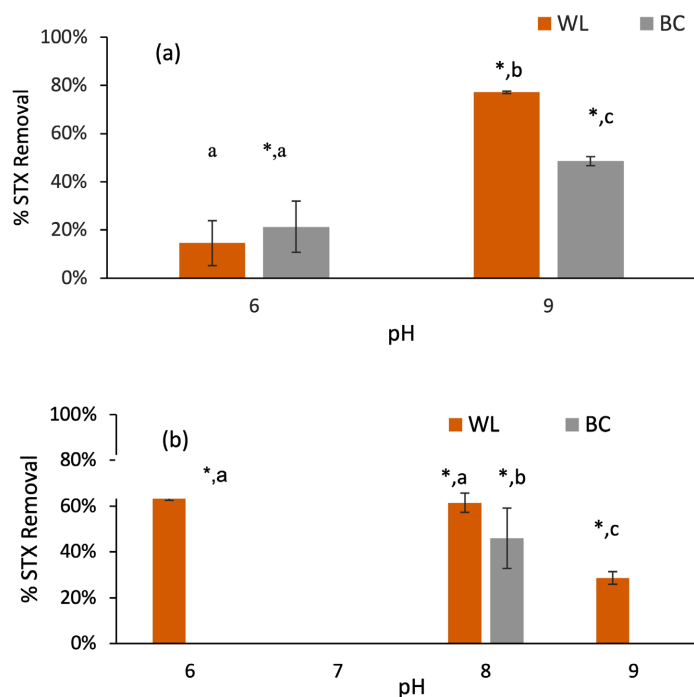 WL BC
(a)
100%
80%
60%
40%
20%
0%
% STX Removal
a
*,a
*,b
*,c
6 9
pH
WL BC
(b)
100%
80%
60%
40%
20%
0%
% STX Removal
*,a
*,a
*,b
*,c
6 7 8 9
pH